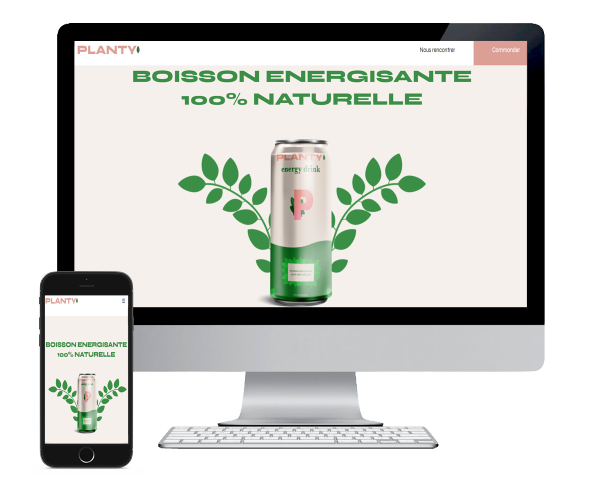 PLANTY
Nous rencontrer
Commander
BOISSON ENERGISANTE
100% NATURELLE
PLANTY
energy drink
P
PLANTY
BOISSON ENERGISANTE
100% NATURELLE